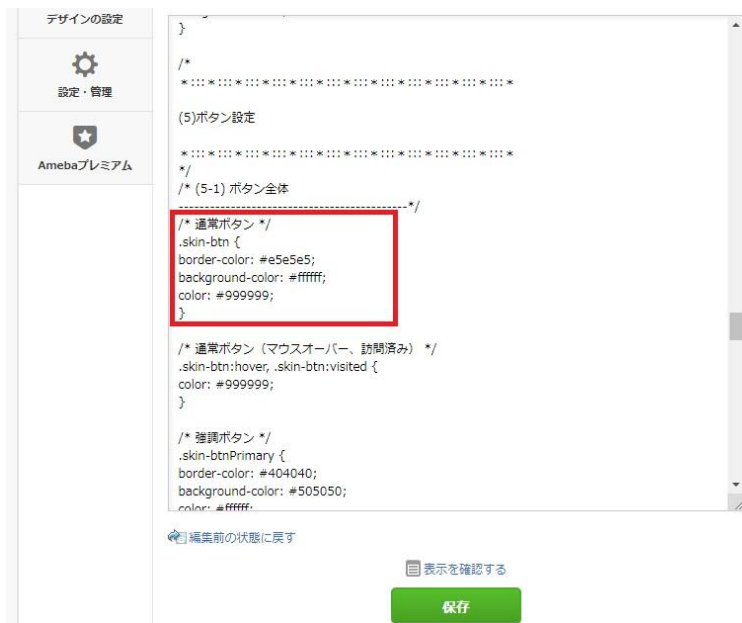 デザインの設定
設定・管理
Amebaプレミアム
}
/*
*:::*:::*:::*:::*:::*:::*:::*:::*:::*:::*:::*:::*
(5)ボタン設定
*:::*:::*:::*:::*:::*:::*:::*:::*:::*:::*:::*:::*
*/
/* (5-1) ボタン全体
--------------------------------------------*/
/* 通常ボタン */
.skin-btn {
border-color: #e5e5e5;
background-color: #ffffff;
color: #999999;
}
/* 通常ボタン（マウスオーバー、訪問済み） */
.skin-btn:hover, .skin-btn:visited {
color: #999999;
}
/* 強調ボタン */
.skin-btnPrimary {
border-color: #404040;
background-color: #505050;
color: #ffffff;
編集前の状態に戻す
表示を確認する
保存